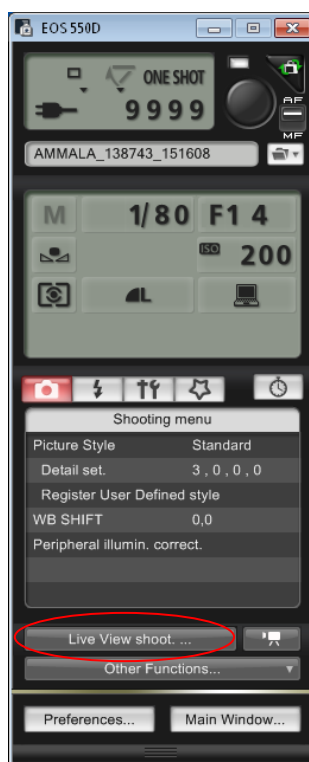 EOS 550D
ONE SHOT
9999
AF
MF
AMMALA_138743_151608
M 1/80 F14
ISO 200
L
Shooting menu
Picture Style Standard
Detail set. 3 , 0 , 0 , 0
Register User Defined style
WB SHIFT 0,0
Peripheral illumin. correct.
Live View shoot. ...
Other Functions...
Preferences... Main Window...